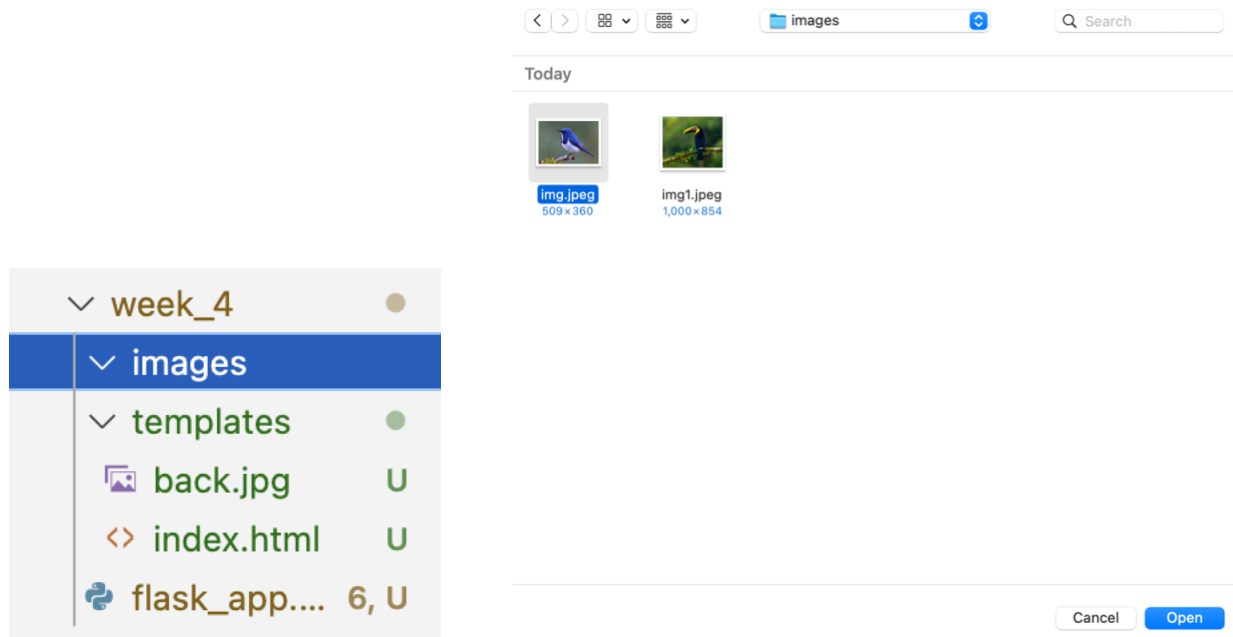 week_4
images
templates
back.jpg U
index.html U
flask_app.... 6, U
images
Search
Today
img.jpeg
509×360
img1.jpeg
1,000×854
Cancel
Open